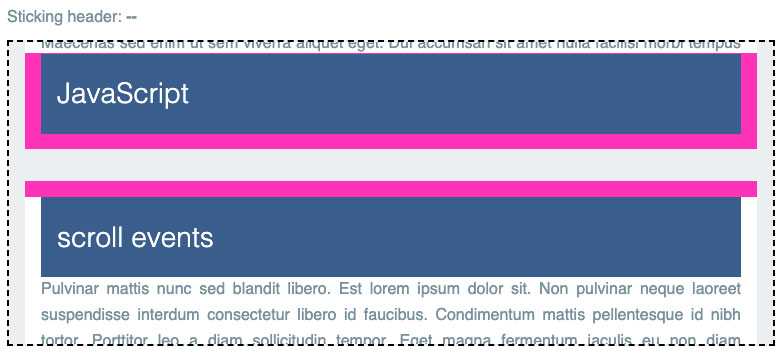 Sticking header: --
Maecenas sed enim ut sem viverra aliquet eget. Dui accumsan sit amet nulla facilisi morbi tempus
JavaScript
scroll events
Pulvinar mattis nunc sed blandit libero. Est lorem ipsum dolor sit. Non pulvinar neque laoreet
suspendisse interdum consectetur libero id faucibus. Condimentum mattis pellentesque id nibh
tortor. Porttitor leo a diam sollicitudin tempor. Eget magna fermentum iaculis eu non diam